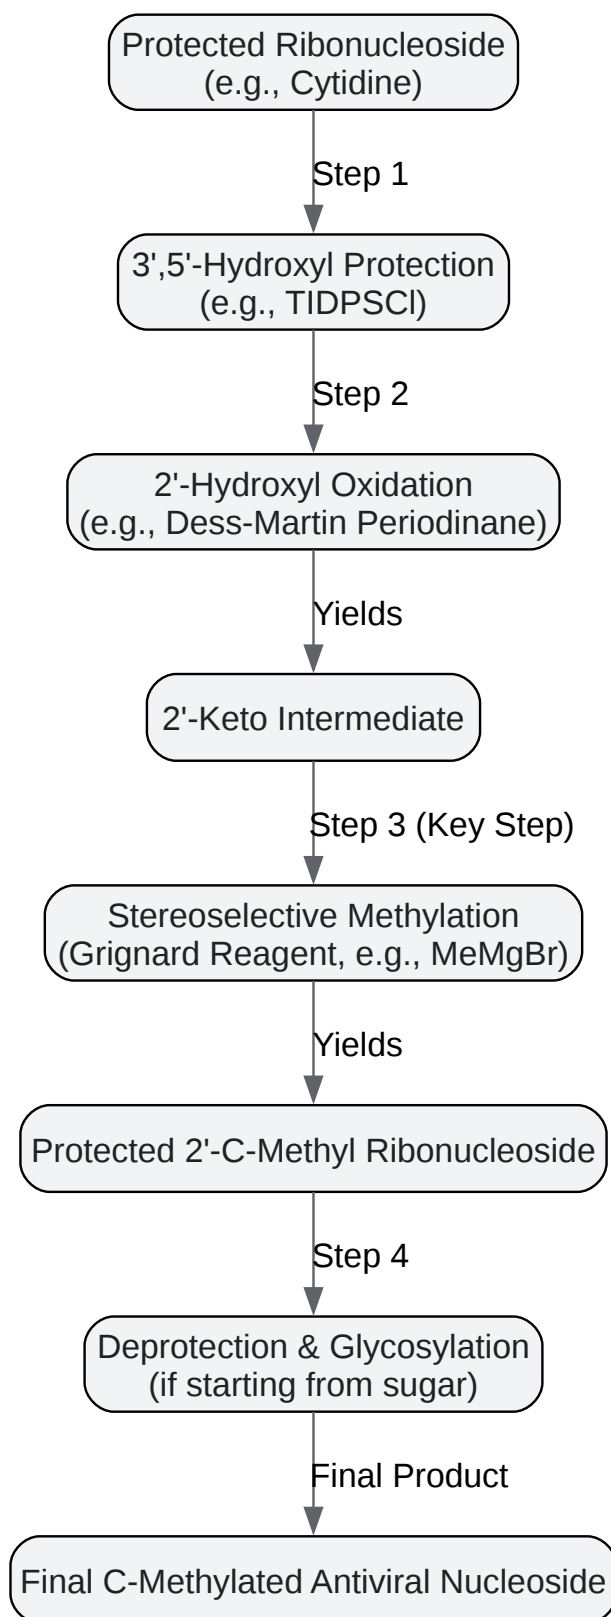 Protected Ribonucleoside
(e.g., Cytidine)
Step 1
3',5'-Hydroxyl Protection
(e.g., TIDPSCl)
Step 2
2'-Hydroxyl Oxidation
(e.g., Dess-Martin Periodinane)
Yields
2'-Keto Intermediate
Step 3 (Key Step)
Stereoselective Methylation
(Grignard Reagent, e.g., MeMgBr)
Yields
Protected 2'-C-Methyl Ribonucleoside
Step 4
Deprotection & Glycosylation
(if starting from sugar)
Final Product
Final C-Methylated Antiviral Nucleoside